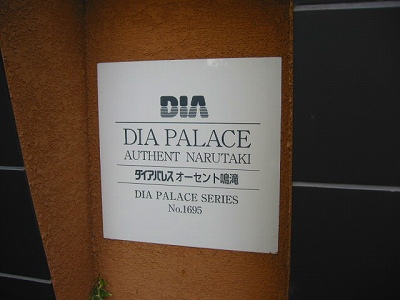 DIA
DIA PALACE
AUTHENT NARUTAKI
ダイアパレス オーセント鳴滝
DIA PALACE SERIES
No.1695